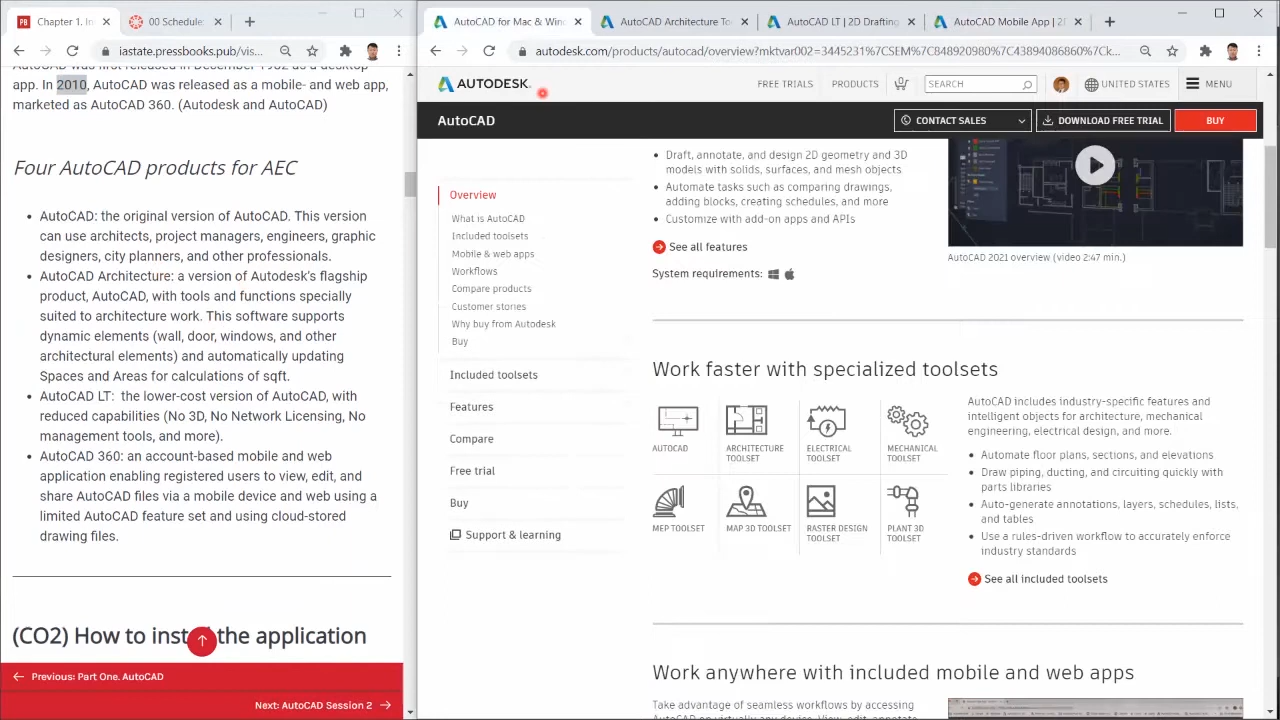 Chapter 1. In
00 Schedule:
iastate.pressbooks.pub/vis...
app. In 2010, AutoCAD was released as a mobile- and web app,
marketed as AutoCAD 360. (Autodesk and AutoCAD)
Four AutoCAD products for AEC
• AutoCAD: the original version of AutoCAD. This version
can use architects, project managers, engineers, graphic
designers, city planners, and other professionals.
• AutoCAD Architecture: a version of Autodesk's flagship
product, AutoCAD, with tools and functions specially
suited to architecture work. This software supports
dynamic elements (wall, door, windows, and other
architectural elements) and automatically updating
Spaces and Areas for calculations of sqft.
• AutoCAD LT: the lower-cost version of AutoCAD, with
reduced capabilities (No 3D, No Network Licensing, No
management tools, and more).
• AutoCAD 360: an account-based mobile and web
application enabling registered users to view, edit, and
share AutoCAD files via a mobile device and web using a
limited AutoCAD feature set and using cloud-stored
drawing files.
(CO2) How to inst the application
Previous: Part One. AutoCAD
Next: AutoCAD Session 2
AutoCAD for Mac & Wind
AutoCAD Architecture
AutoCAD LT | 2D Drafting
AutoCAD Mobile App | 2
autodesk.com/products/autocad/overview?mktvar002=3445231%7CSEM%7C848920980%7C43894086690%7C...
AUTODESK.
FREE TRIALS
PRODUCTS
SEARCH
UNITED STATES
MENU
AutoCAD
CONTACT SALES
DOWNLOAD FREE TRIAL
BUY
Overview
What is AutoCAD
Included toolsets
Mobile & web apps
Workflows
Compare products
Customer stories
Why buy from Autodesk
Buy
Included toolsets
Features
Compare
Free trial
Buy
Support & learning
• Draft, annotate, and design 2D geometry and 3D
models with solids, surfaces, and mesh objects
• Automate tasks such as comparing drawings,
adding blocks, creating schedules, and more
• Customize with add-on apps and APIs
See all features
System requirements:
AutoCAD 2021 overview (video 2:47 min.)
Work faster with specialized toolsets
AUTOCAD
ARCHITECTURE
TOOLSET
ELECTRICAL
TOOLSET
MECHANICAL
TOOLSET
MEP TOOLSET
MAP 3D TOOLSET
RASTER DESIGN
TOOLSET
PLANT 3D
TOOLSET
AutoCAD includes industry-specific features and
intelligent objects for architecture, mechanical
engineering, electrical design, and more.
• Automate floor plans, sections, and elevations
• Draw piping, ducting, and circuiting quickly with
parts libraries
• Auto-generate annotations, layers, schedules, lists,
and tables
• Use a rules-driven workflow to accurately enforce
industry standards
See all included toolsets
Work anywhere with included mobile and web apps
Take advantage of seamless workflows by accessing